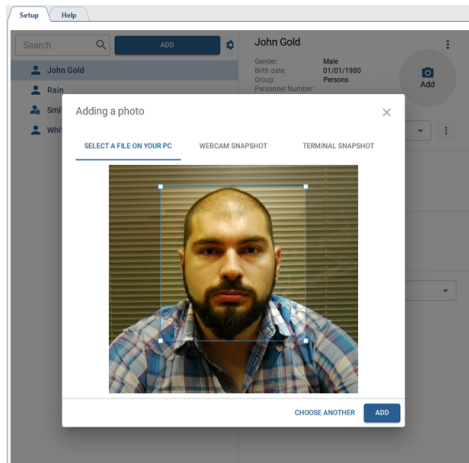 Setup Help
Search ADD
John Gold
Rain
Smi
Whi
John Gold
Gender: Male
Birth date: 01/01/1980
Group: Persons
Personnel Number:
Add
Adding a photo
SELECT A FILE ON YOUR PC WEBCAM SNAPSHOT TERMINAL SNAPSHOT
CHOOSE ANOTHER ADD